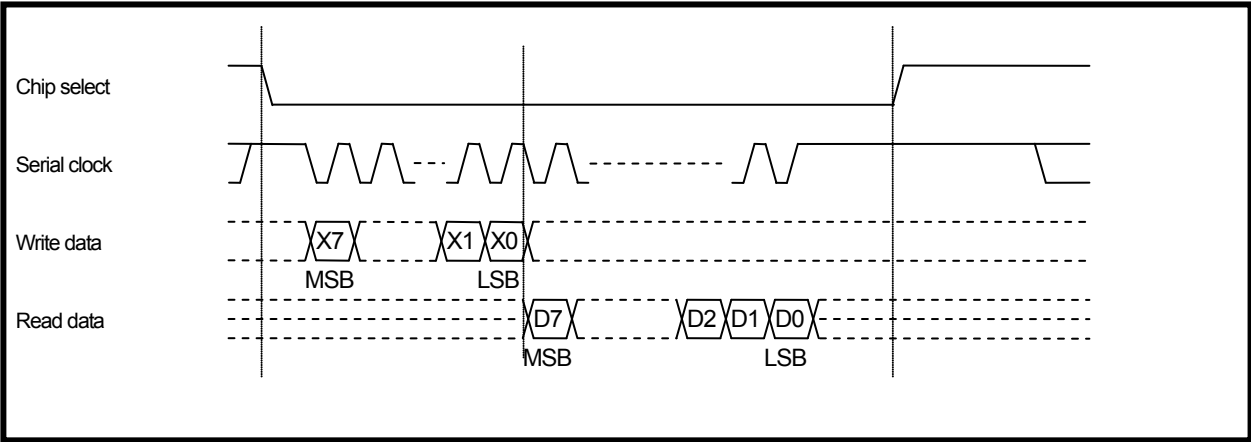 Chip select
Serial clock
Write data
X7 X1 X0
MSB LSB
Read data
D7 D2 D1 D0
MSB LSB